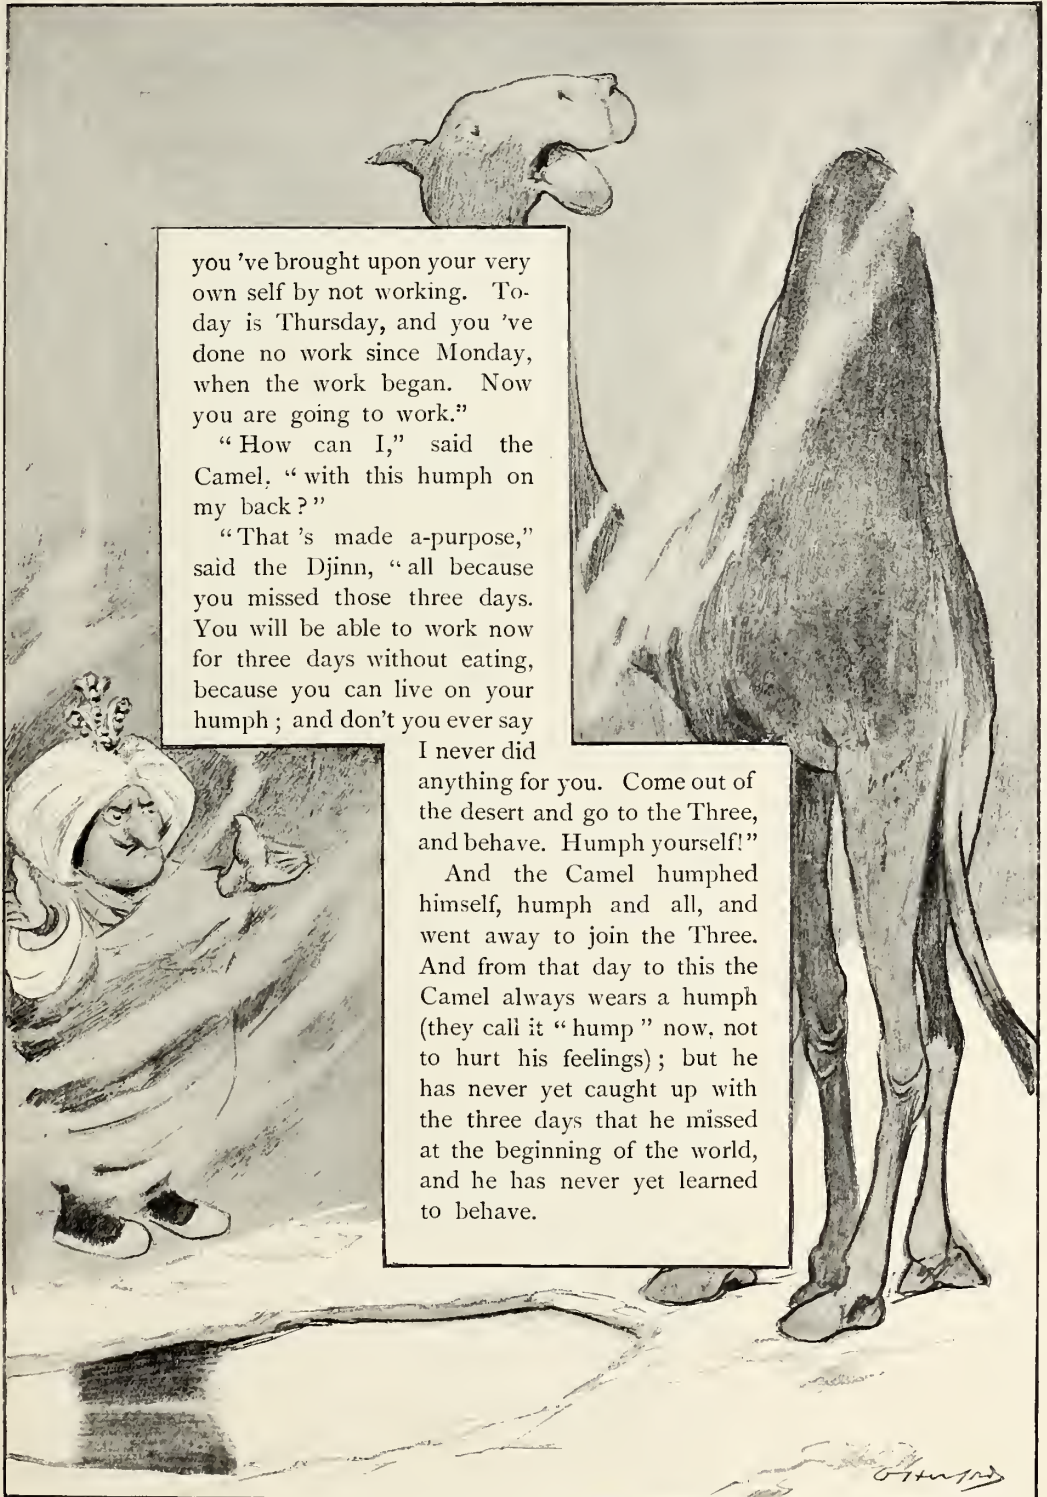 you 've brought upon your very
own self by not working. To-
day is Thursday, and you 've
done no work since Monday,
when the work began. Now
you are going to work."
" How can I," said the
Camel, " with this humph on
my back ? "
" That 's made a-purpose,"
said the Djinn, " all because
you missed those three days.
You will be able to work now
for three days without eating,
because you can live on your
humph ; and don't you ever say
I never did
anything for you. Come out of
the desert and go to the Three,
and behave. Humph yourself! "
And the Camel humphed
himself, humph and all, and
went away to join the Three.
And from that day to this the
Camel always wears a humph
(they call it " hump " now, not
to hurt his feelings) ; but he
has never yet caught up with
the three days that he missed
at the beginning of the world,
and he has never yet learned
to behave.